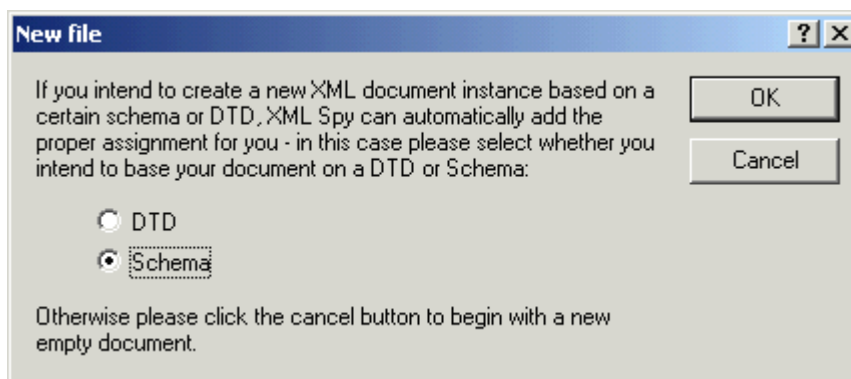 New file
If you intend to create a new XML document instance based on a
certain schema or DTD, XML Spy can automatically add the
proper assignment for you - in this case please select whether you
intend to base your document on a DTD or Schema:
OK
Cancel
DTD
Schema
Otherwise please click the cancel button to begin with a new
empty document.